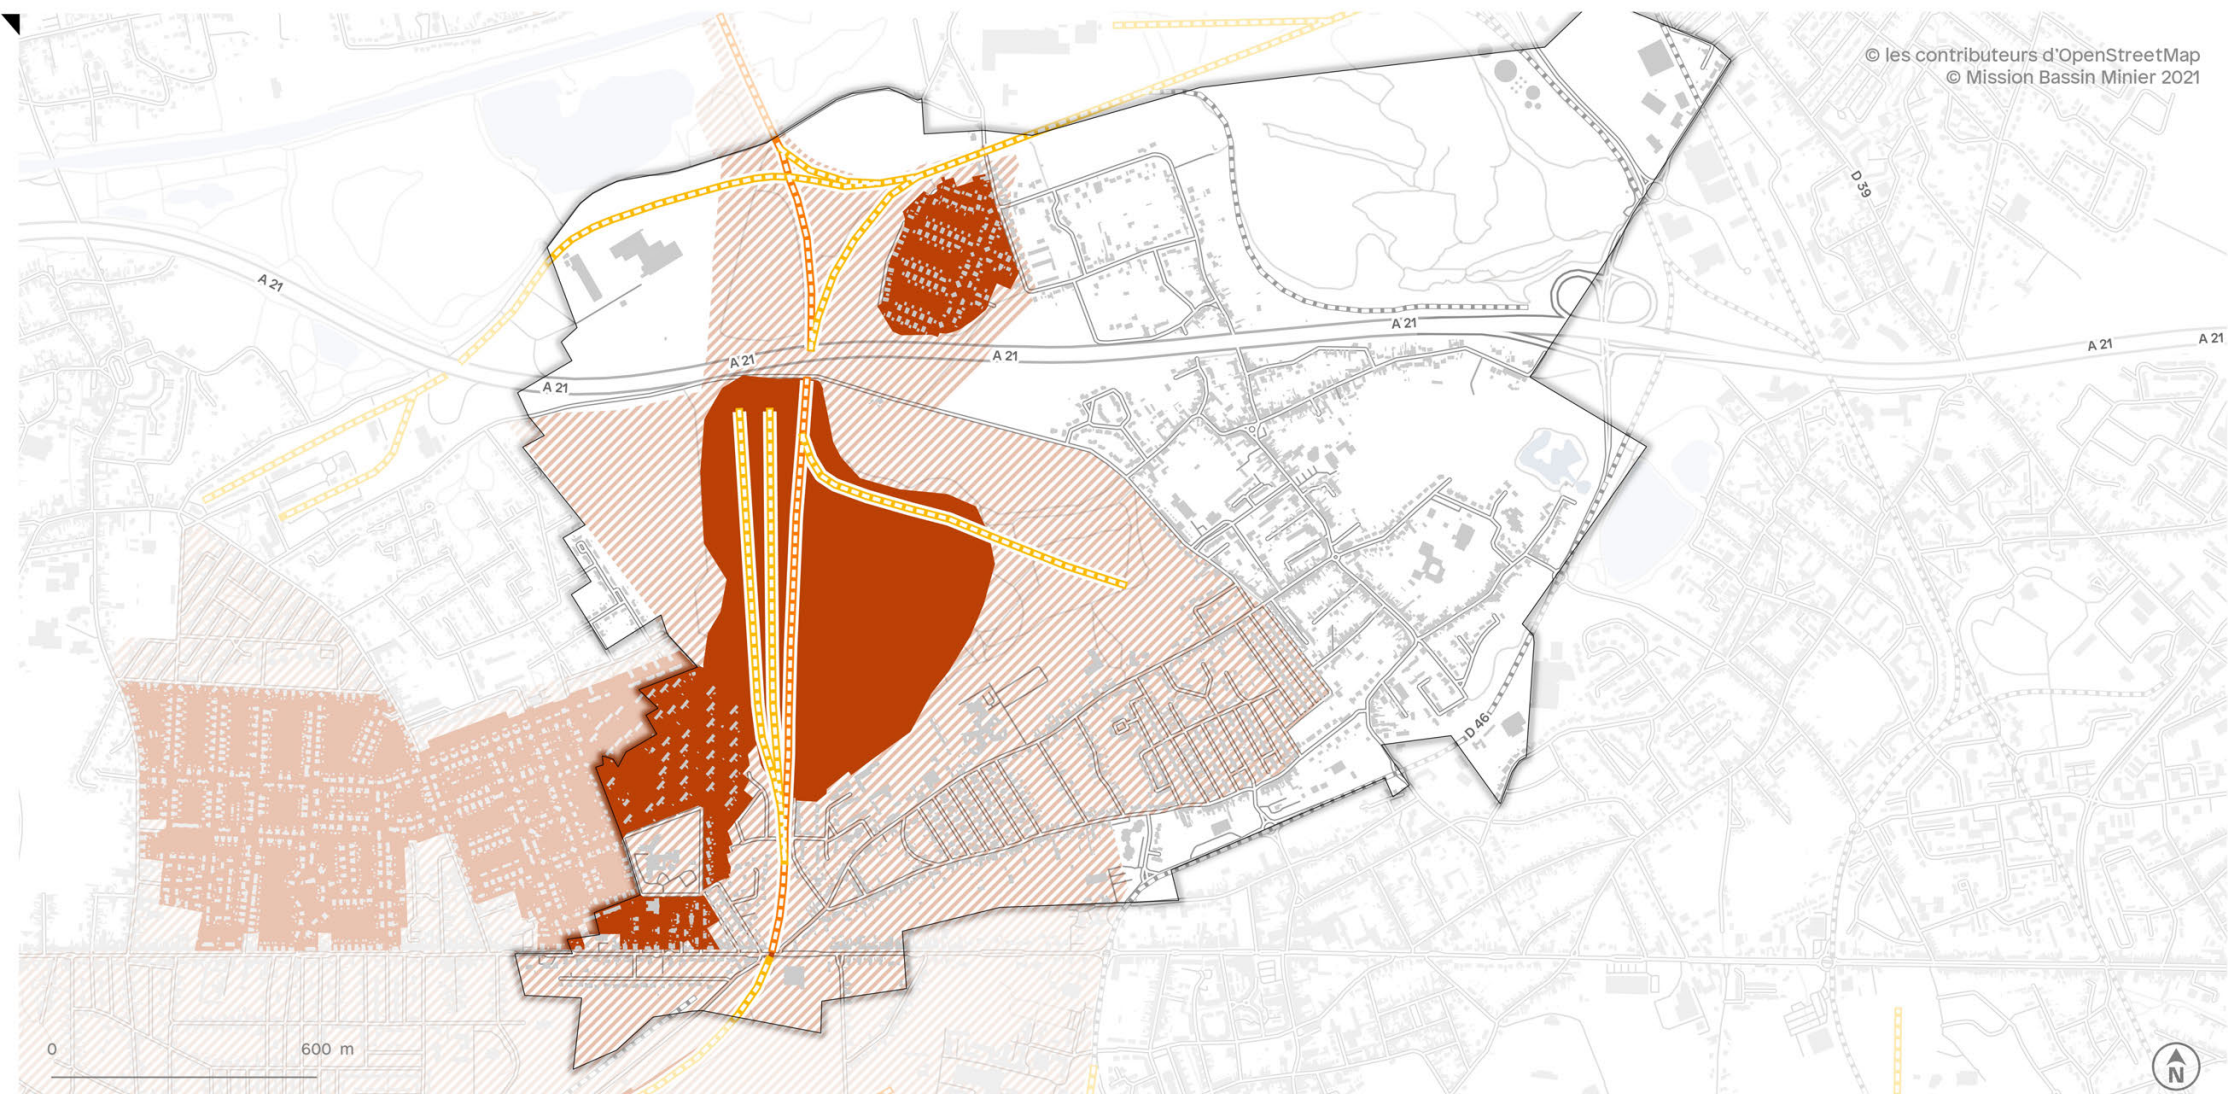 © les contributeurs d'OpenStreetMap
© Mission Bassin Minier 2021
D 39
A 21
A 21
A 21
A 21
A 21
A 21
A 21
D 46
0 600 m
N